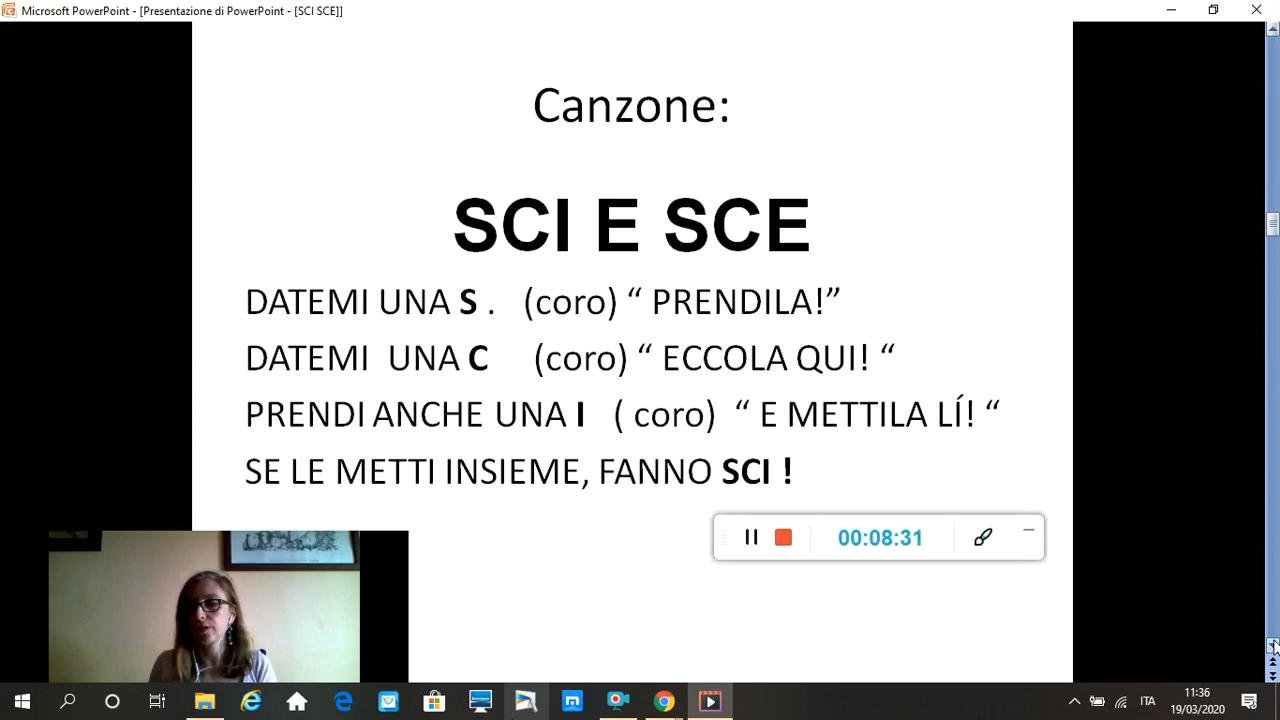 Microsoft PowerPoint - [Presentazione di PowerPoint - [SCI SCE]]
Canzone:
SCI E SCE
DATEMI UNA S . (coro) “ PRENDILA!”
DATEMI UNA C (coro) “ ECCOLA QUI! “
PRENDI ANCHE UNA I ( coro) “ E METTILA LÍ! “
SE LE METTI INSIEME, FANNO SCI !
00:08:31
ITA
11:36
19/03/2020